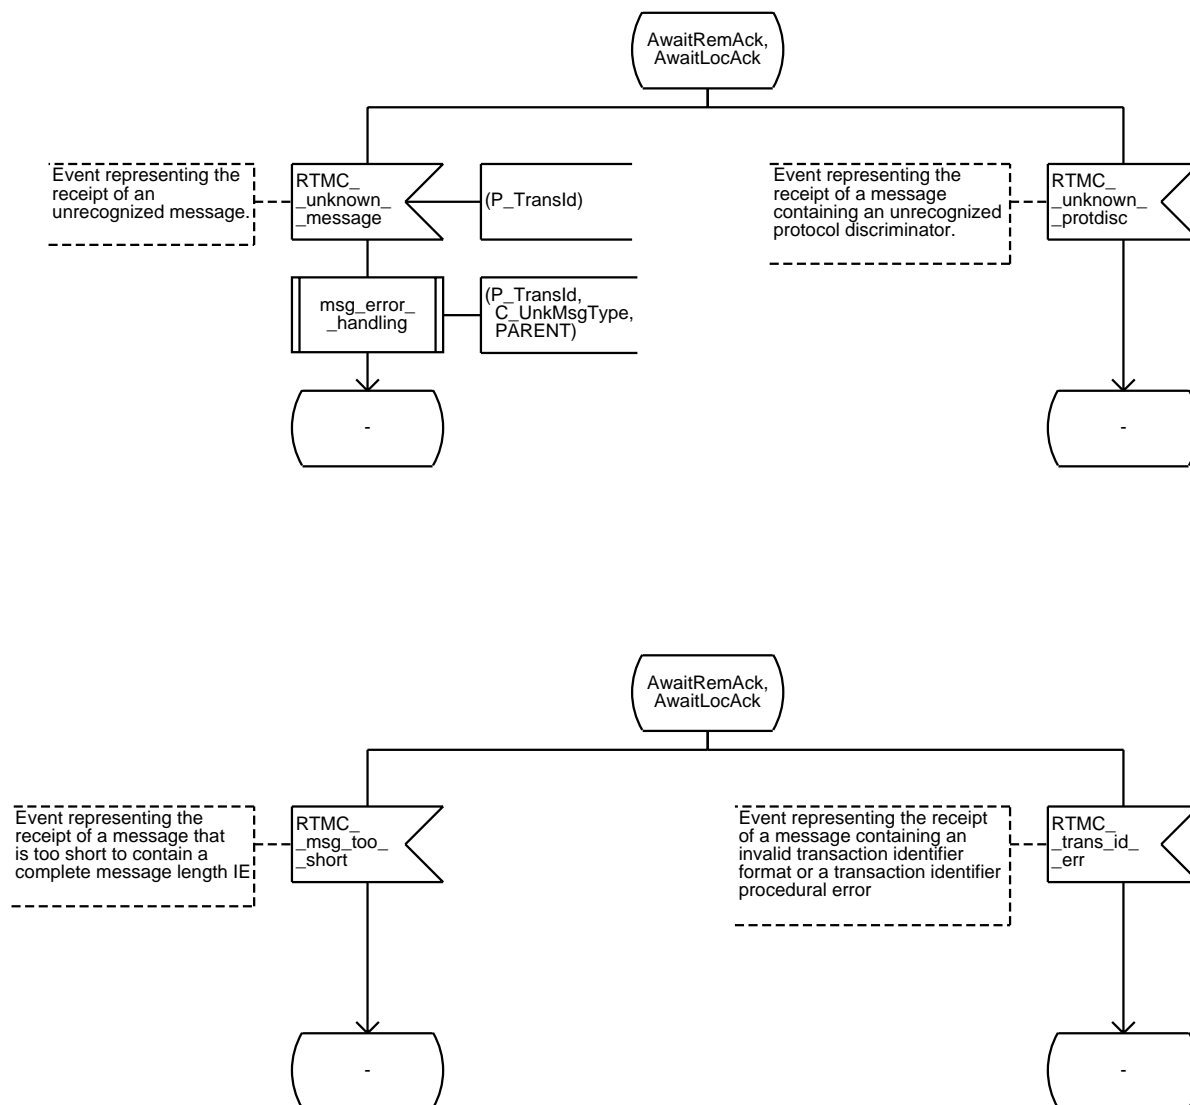 AwaitRemAck,
AwaitLocAck
Event representing the
receipt of an
unrecognized message.
RTMC_
_unknown_
_message
(P_TransId)
Event representing the
receipt of a message
containing an unrecognized
protocol discriminator.
RTMC_
_unknown_
_protdisc
msg_error_
_handling
(P_TransId,
C_UnkMsgType,
PARENT)
-
-
AwaitRemAck,
AwaitLocAck
Event representing the
receipt of a message that
is too short to contain a
complete message length IE
RTMC_
_msg_too_
_short
Event representing the receipt
of a message containing an
invalid transaction identifier
format or a transaction identifier
procedural error
RTMC_
_trans_id_
_err
-
-